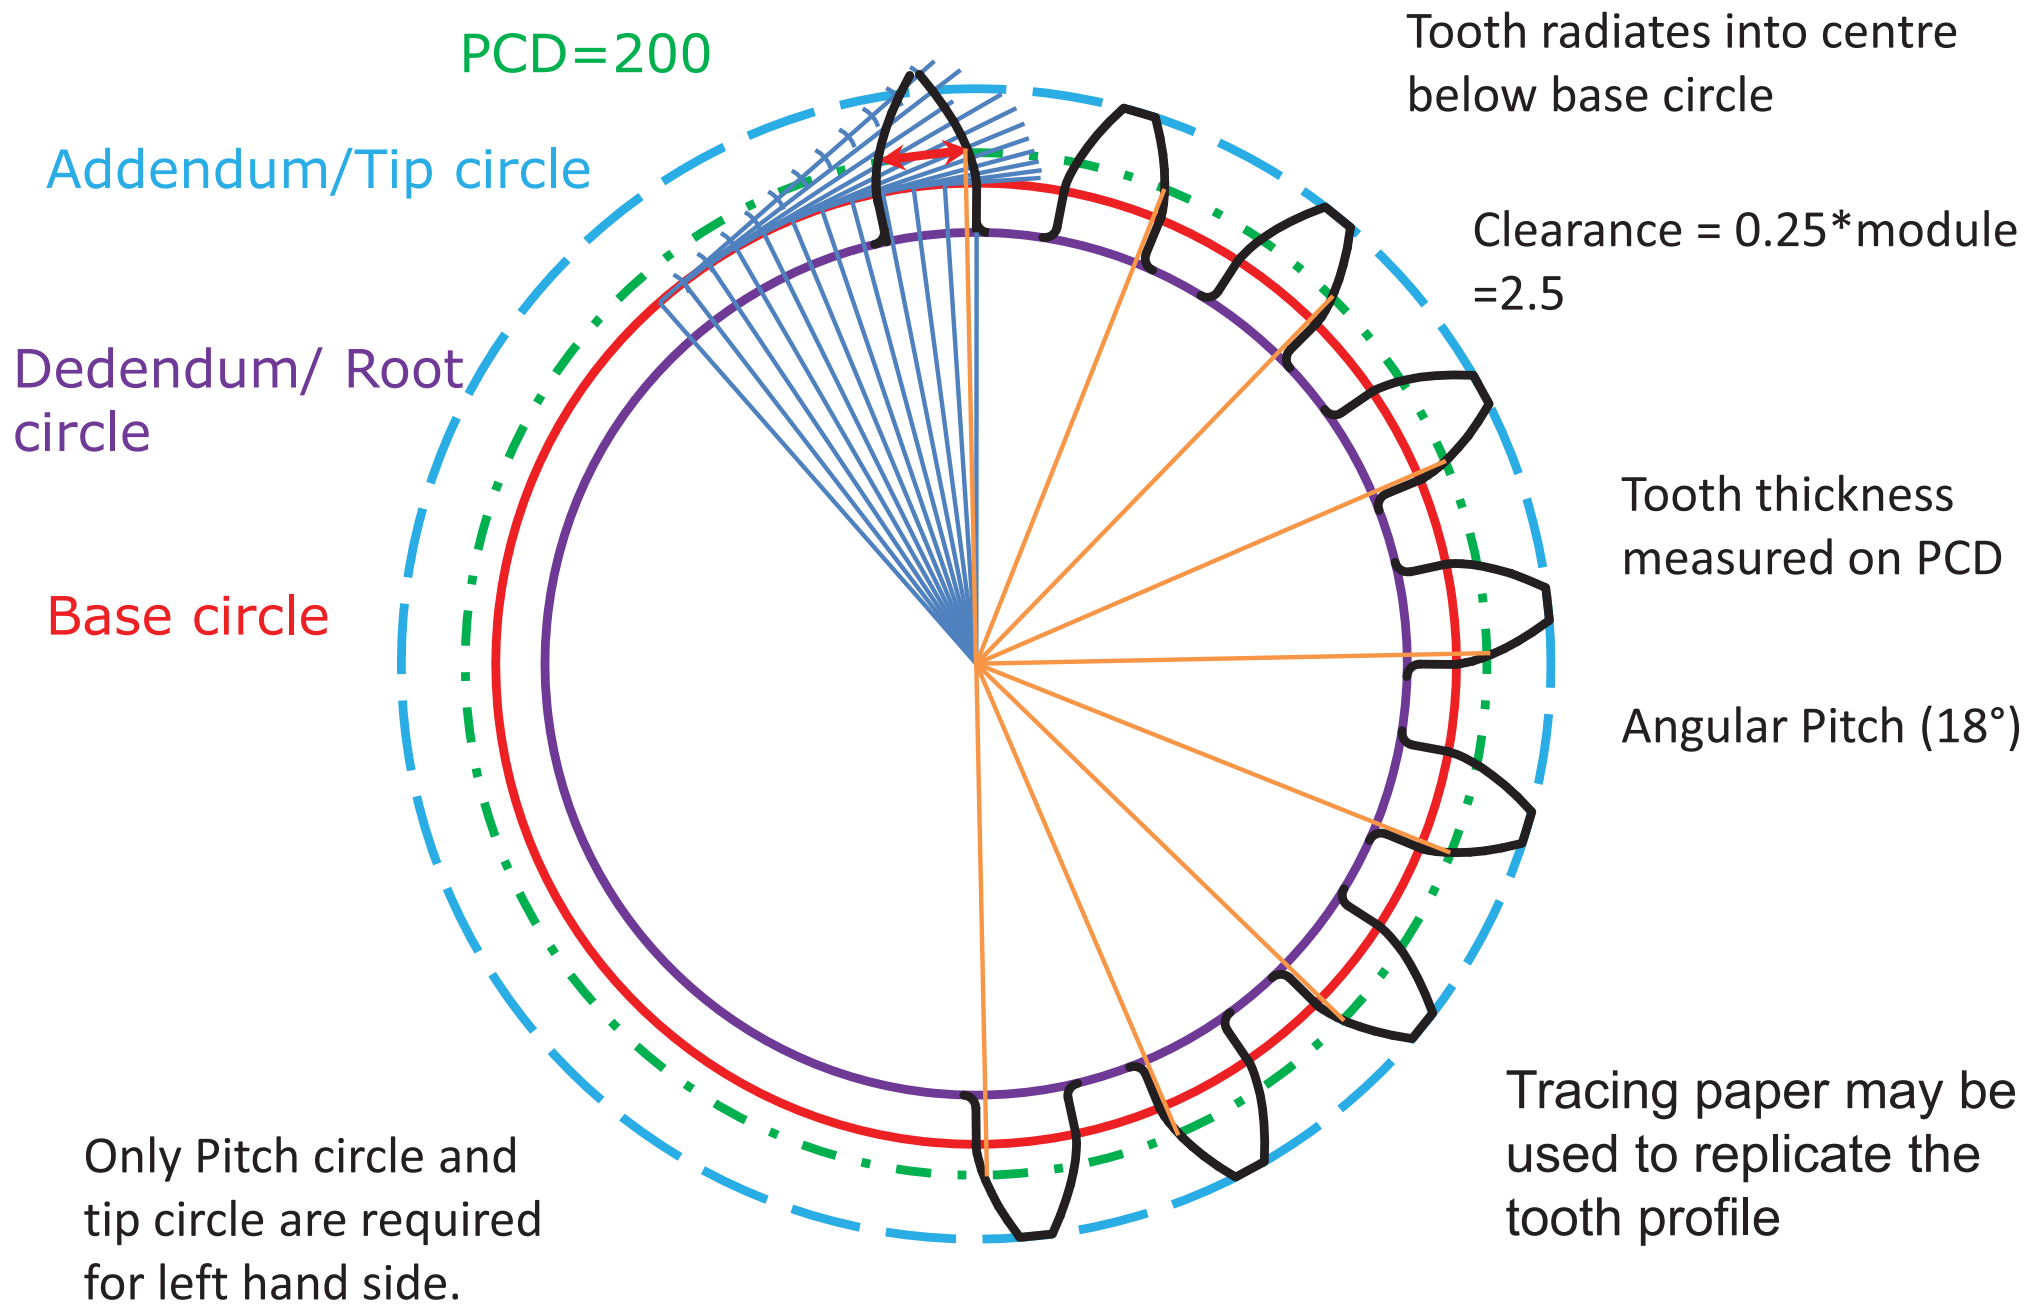 PCD=200
Tooth radiates into centre
below base circle
Addendum/Tip circle
Clearance = 0.25*module
=2.5
Dedendum/ Root
circle
Tooth thickness
measured on PCD
Base circle
Angular Pitch (18°)
Tracing paper may be
used to replicate the
tooth profile
Only Pitch circle and
tip circle are required
for left hand side.